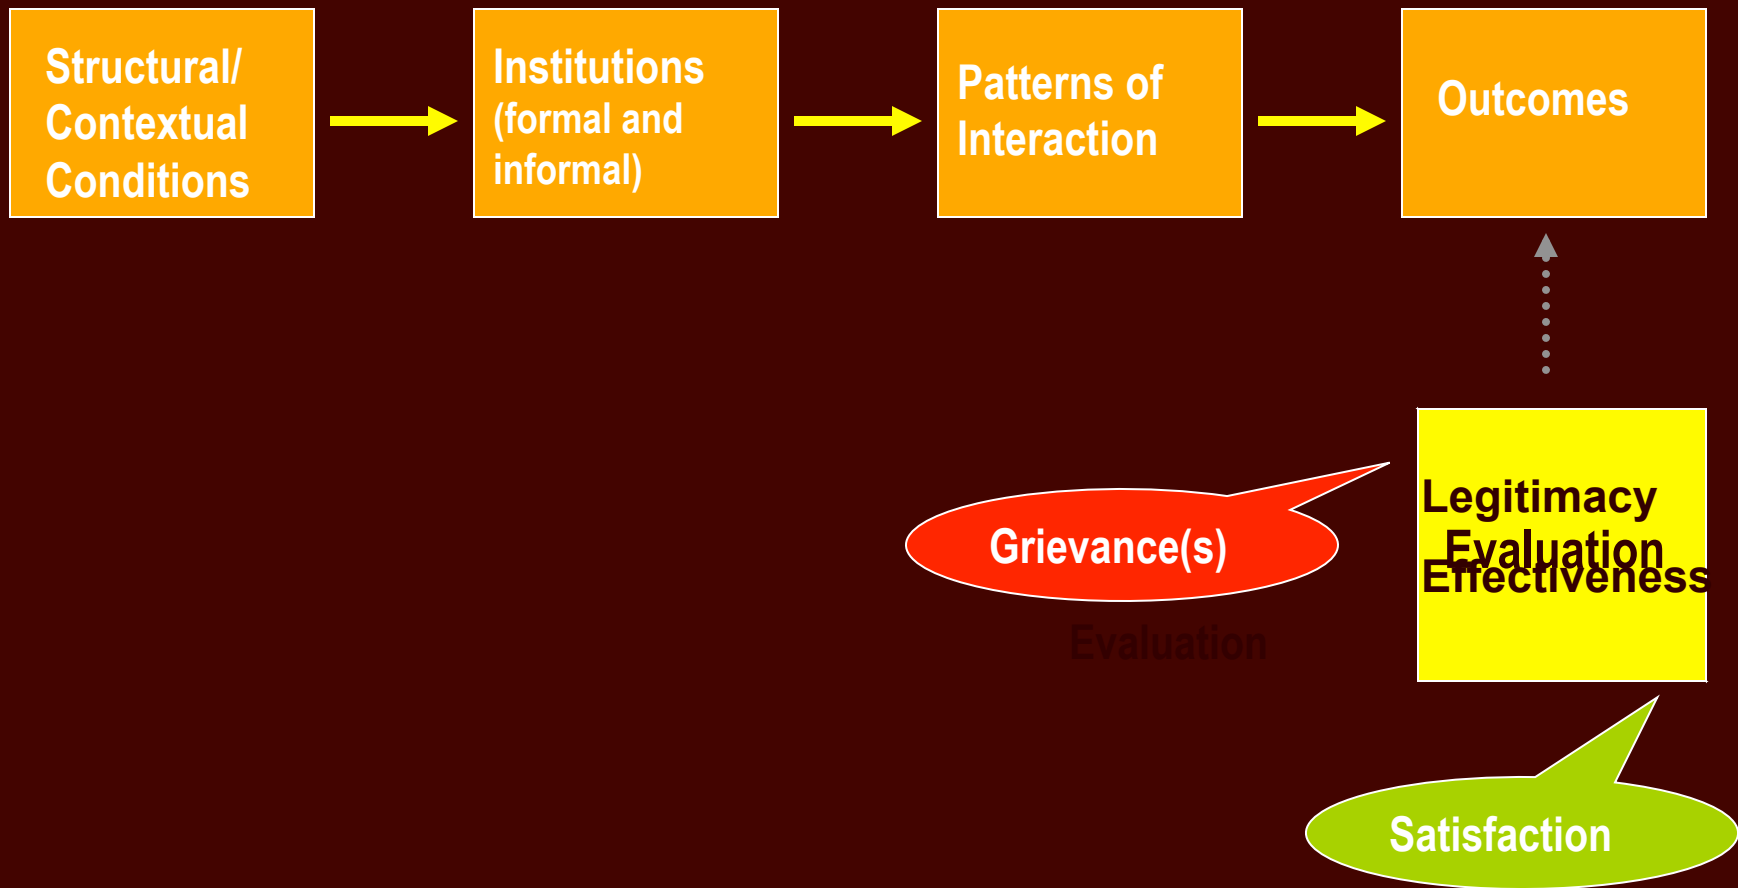 Structural/
Contextual
Conditions
Institutions
(formal and
informal)
Patterns of
Interaction
Outcomes
Legitimacy
Evaluation
Effectiveness
Grievance(s)
Evaluation
Satisfaction